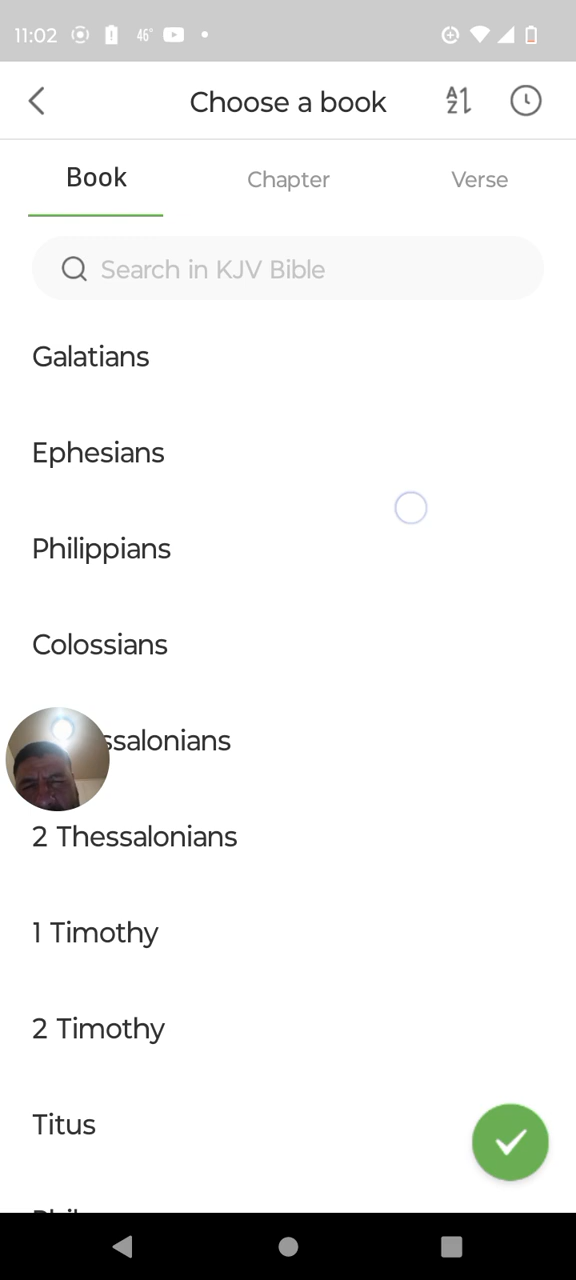 11:02 46°
Choose a book
Book Chapter Verse
Search in KJV Bible
Galatians
Ephesians
Philippians
Colossians
ssalonians
2 Thessalonians
1 Timothy
2 Timothy
Titus